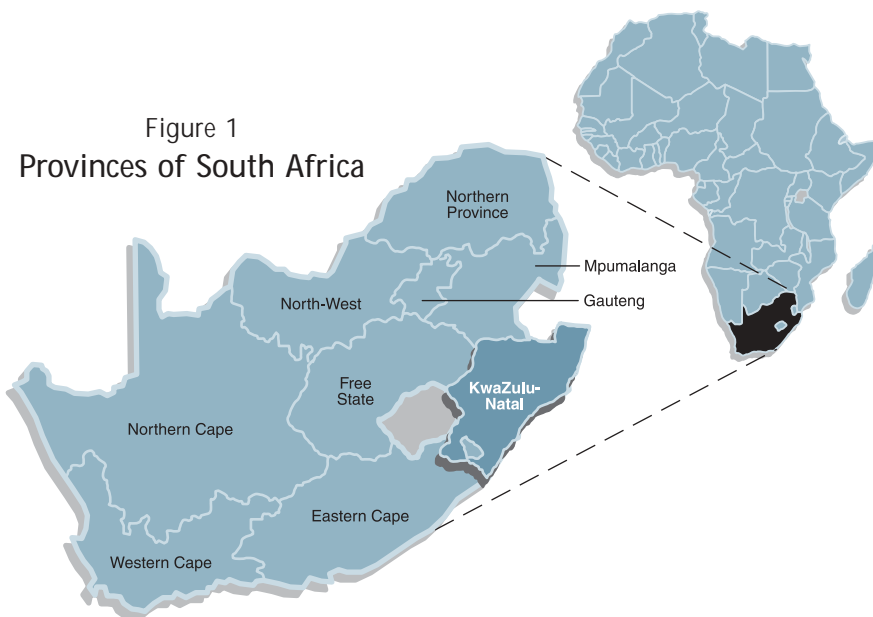 Figure 1
Provinces of South Africa
Northern
Province
Mpumalanga
North-West
Gauteng
Free
State
KwaZulu-
Natal
Northern Cape
Eastern Cape
Western Cape